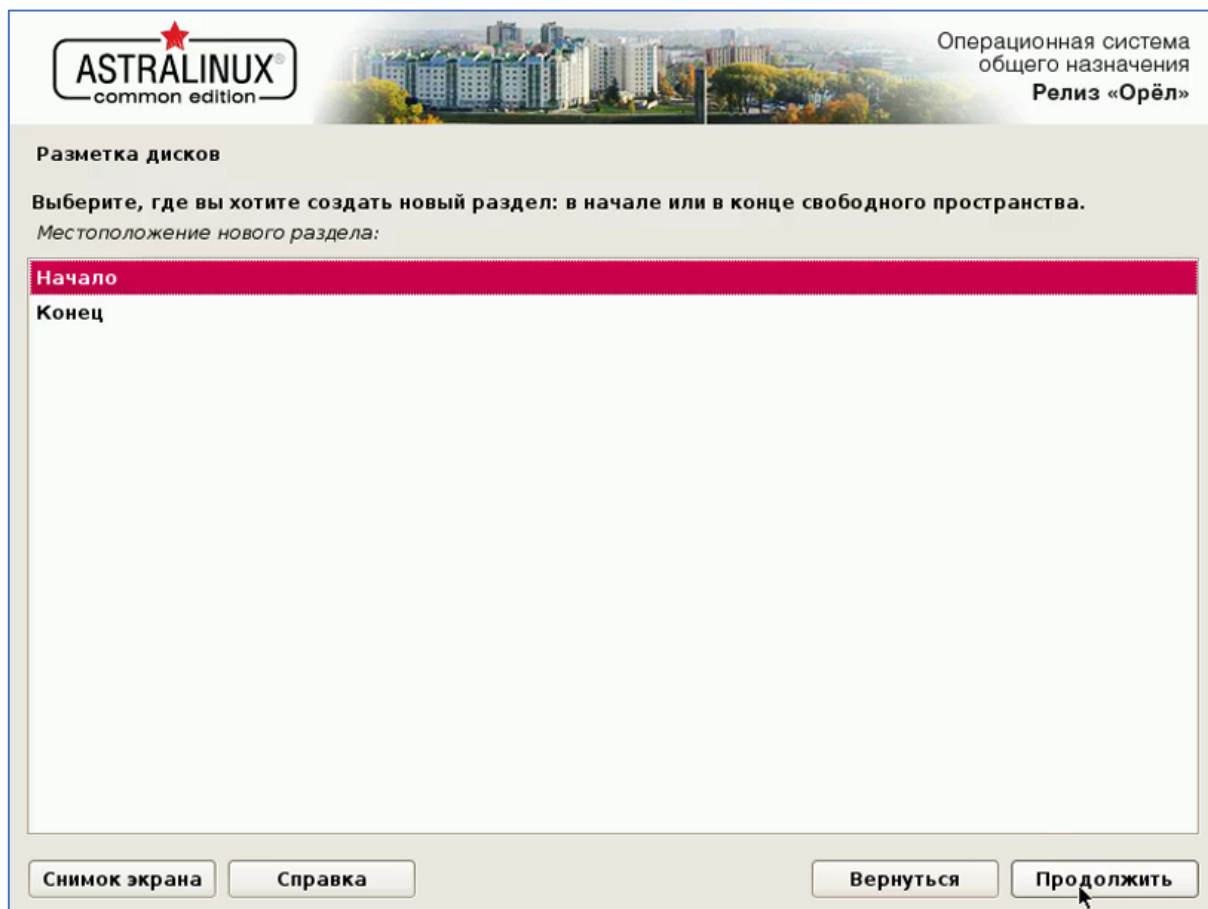 ASTRALINUX®
common edition
Операционная система
общего назначения
Релиз «Орёл»
Разметка дисков
Выберите, где вы хотите создать новый раздел: в начале или в конце свободного пространства.
Местоположение нового раздела:
Начало
Конец
Снимок экрана
Справка
Вернуться
Продолжить